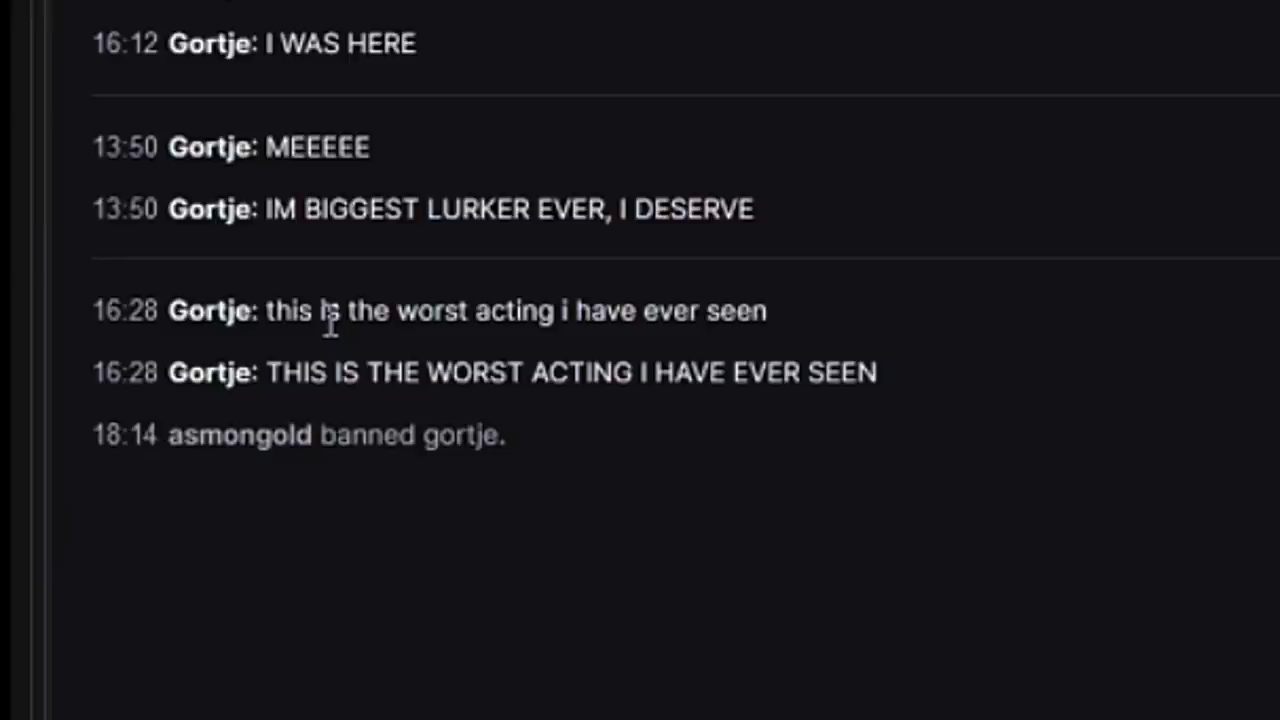 16:12 Gortje: I WAS HERE
13:50 Gortje: MEEEEE
13:50 Gortje: IM BIGGEST LURKER EVER, I DESERVE
16:28 Gortje: this is the worst acting i have ever seen
16:28 Gortje: THIS IS THE WORST ACTING I HAVE EVER SEEN
18:14 asmongold banned gortje.